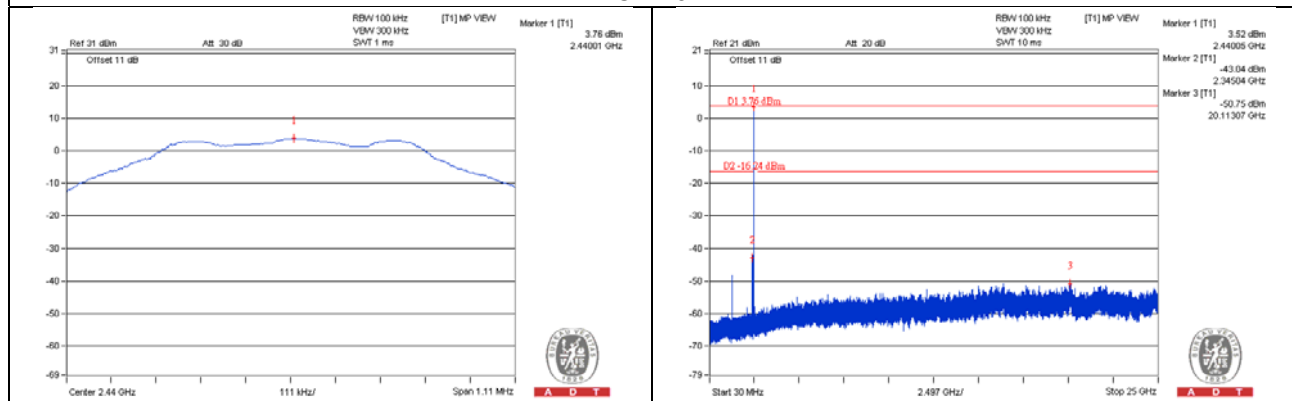 RBW 100 kHz
VBW 300 kHz
SWT 1 ms
[T1] MP VIEW
Ref 31 dBm
Att 30 dB
Offset 11 dB
Marker 1 [T1]
3.76 dBm
2.44001 GHz
31
20
10
0
-10
-20
-30
-40
-50
-60
-69
1
Center 2.44 GHz
111 kHz/
Span 1.11 MHz
BUREAU VERITAS
1828
A D T
RBW 100 kHz
VBW 300 kHz
SWT 10 ms
[T1] MP VIEW
Ref 21 dBm
Att 20 dB
Offset 11 dB
Marker 1 [T1]
3.52 dBm
2.44005 GHz
Marker 2 [T1]
-43.04 dBm
2.34504 GHz
Marker 3 [T1]
-50.75 dBm
20.11307 GHz
21
10
0
-10
-20
-30
-40
-50
-60
-70
-79
1
D1 3.76 dBm
D2 -16.24 dBm
2
3
Start 30 MHz
2.497 GHz/
Stop 25 GHz
BUREAU VERITAS
1828
A D T